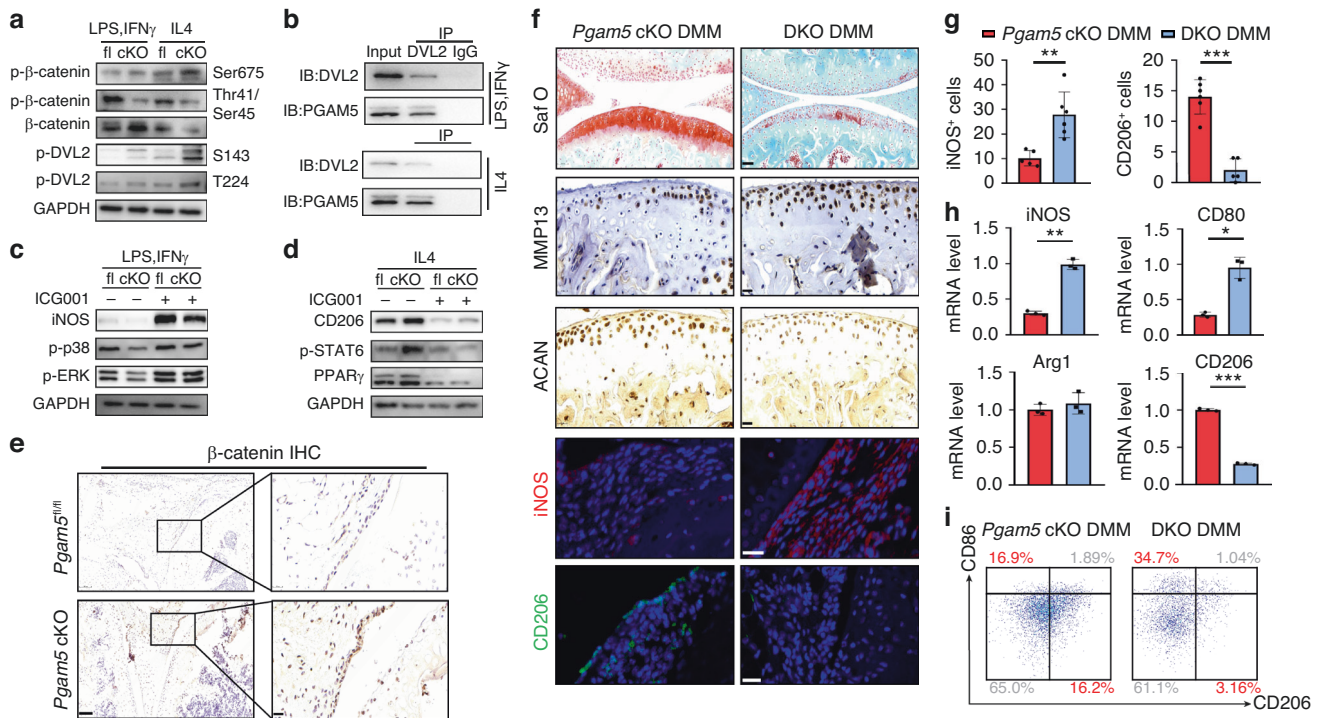 a
LPS,IFNγ IL4
fl cKO fl cKO
p-β-catenin Ser675
p-β-catenin Thr41/
Ser45
β-catenin
p-DVL2 S143
p-DVL2 T224
GAPDH
b
IP
Input DVL2 IgG
IB:DVL2
IB:PGAM5
LPS,IFNγ
IP
IB:DVL2
IB:PGAM5
IL4
c
LPS,IFNγ
fl cKO fl cKO
ICG001 − − + +
iNOS
p-p38
p-ERK
GAPDH
d
IL4
fl cKO fl cKO
− − + +
CD206
p-STAT6
PPARγ
GAPDH
e
β-catenin IHC
Pgam5fl/fl
Pgam5 cKO
f
Pgam5 cKO DMM DKO DMM
Saf O
MMP13
ACAN
iNOS
CD206
g
Pgam5 cKO DMM DKO DMM
iNOS+ cells
50
40
30
20
10
0
**
CD206+ cells
20
15
10
5
0
***
h
iNOS
mRNA level
1.5
1.0
0.5
0.0
**
CD80
mRNA level
1.5
1.0
0.5
0.0
*
Arg1
mRNA level
1.5
1.0
0.5
0.0
CD206
mRNA level
1.5
1.0
0.5
0.0
***
i
Pgam5 cKO DMM DKO DMM
CD86
16.9% 1.89% 34.7% 1.04%
65.0% 16.2% 61.1% 3.16%
CD206